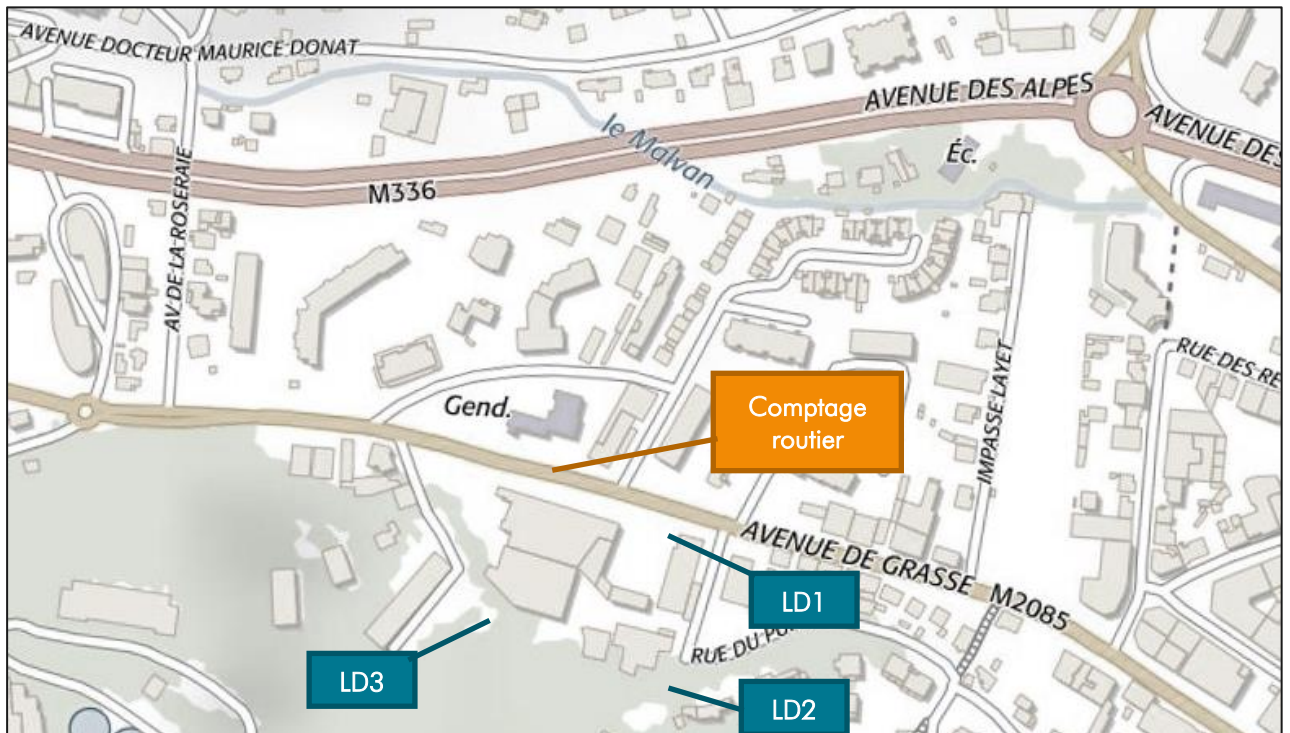 AVENUE DOCTEUR MAURICE DONAT
AVENUE DES ALPES
AVENUE DES
le Malvan
Éc.
M336
AV DE LA ROSERAIE
RUE DES RE
IMPASSE LAYET
Gend.
Comptage
routier
AVENUE DE GRASSE M2085
LD1
RUE DU PU
LD3
LD2